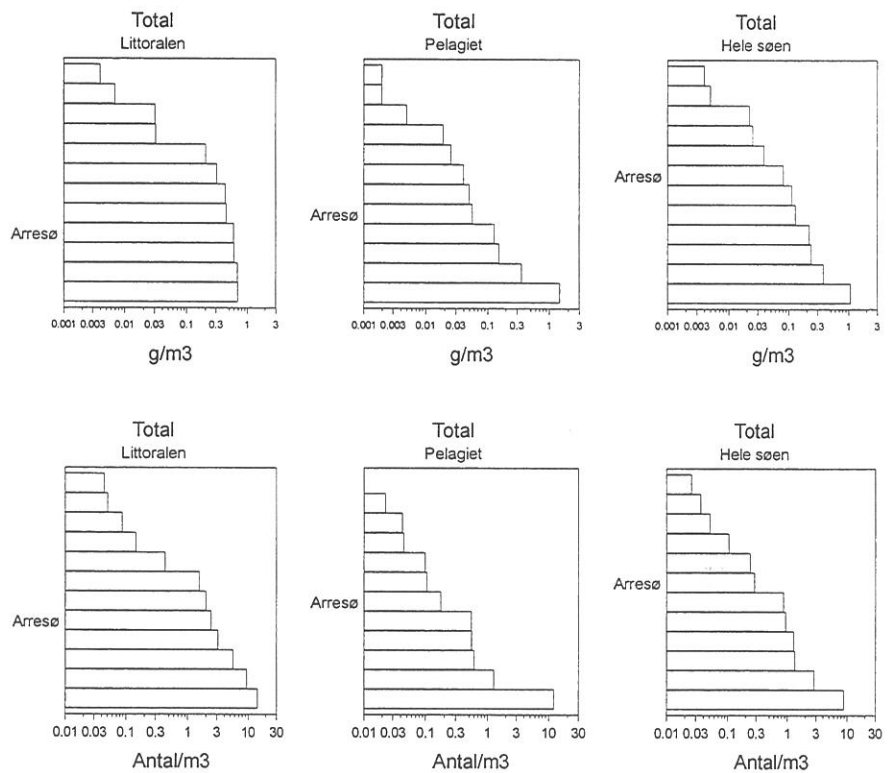 Total
Littoralen
Arresø
0.001 0.003 0.01 0.03 0.1 0.3 1 3
g/m3
Total
Pelagiet
Arresø
0.001 0.003 0.01 0.03 0.1 0.3 1 3
g/m3
Total
Hele søen
Arresø
0.001 0.003 0.01 0.03 0.1 0.3 1 3
g/m3
Total
Littoralen
Arresø
0.01 0.03 0.1 0.3 1 3 10 30
Antal/m3
Total
Pelagiet
Arresø
0.01 0.03 0.1 0.3 1 3 10 30
Antal/m3
Total
Hele søen
Arresø
0.01 0.03 0.1 0.3 1 3 10 30
Antal/m3